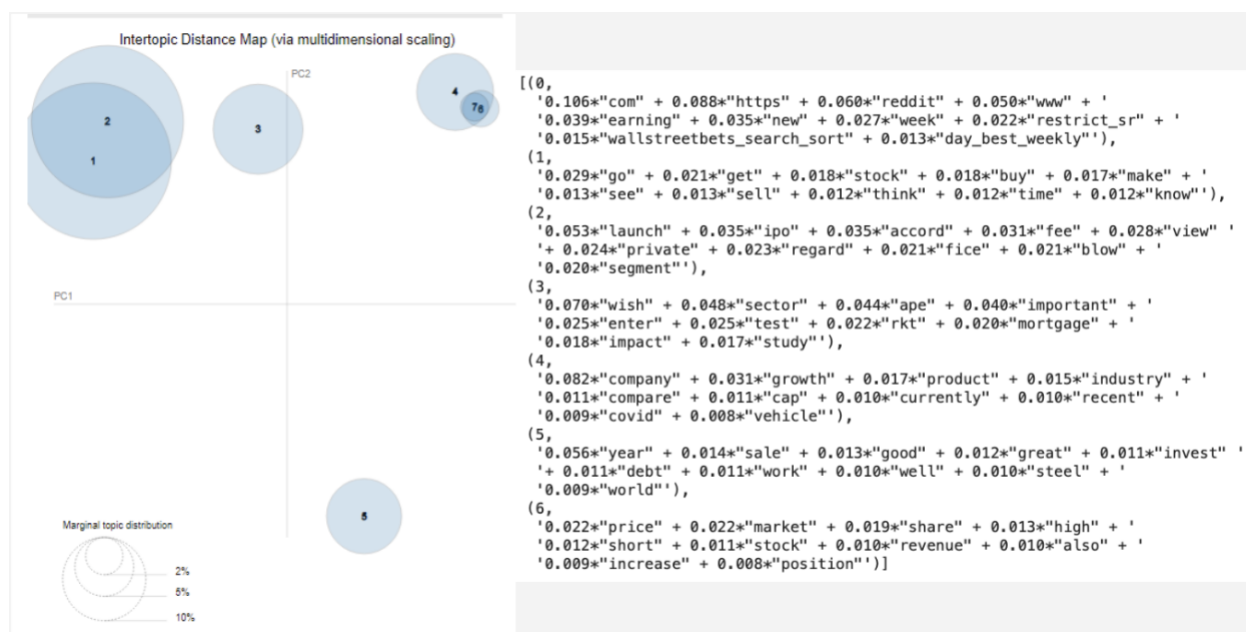 Intertopic Distance Map (via multidimensional scaling)
PC2
4
76
2
3
1
PC1
5
Marginal topic distribution
2%
5%
10%
[(0,
'0.106*"com" + 0.088*"https" + 0.060*"reddit" + 0.050*"www" + '
'0.039*"earning" + 0.035*"new" + 0.027*"week" + 0.022*"restrict_sr" + '
'0.015*"wallstreetbets_search_sort" + 0.013*"day_best_weekly"'),
(1,
'0.029*"go" + 0.021*"get" + 0.018*"stock" + 0.018*"buy" + 0.017*"make" + '
'0.013*"see" + 0.013*"sell" + 0.012*"think" + 0.012*"time" + 0.012*"know"'),
(2,
'0.053*"launch" + 0.035*"ipo" + 0.035*"accord" + 0.031*"fee" + 0.028*"view" '
'+ 0.024*"private" + 0.023*"regard" + 0.021*"fice" + 0.021*"blow" + '
'0.020*"segment"'),
(3,
'0.070*"wish" + 0.048*"sector" + 0.044*"ape" + 0.040*"important" + '
'0.025*"enter" + 0.025*"test" + 0.022*"rkt" + 0.020*"mortgage" + '
'0.018*"impact" + 0.017*"study"'),
(4,
'0.082*"company" + 0.031*"growth" + 0.017*"product" + 0.015*"industry" + '
'0.011*"compare" + 0.011*"cap" + 0.010*"currently" + 0.010*"recent" + '
'0.009*"covid" + 0.008*"vehicle"'),
(5,
'0.056*"year" + 0.014*"sale" + 0.013*"good" + 0.012*"great" + 0.011*"invest" '
'+ 0.011*"debt" + 0.011*"work" + 0.010*"well" + 0.010*"steel" + '
'0.009*"world"'),
(6,
'0.022*"price" + 0.022*"market" + 0.019*"share" + 0.013*"high" + '
'0.012*"short" + 0.011*"stock" + 0.010*"revenue" + 0.010*"also" + '
'0.009*"increase" + 0.008*"position"')]